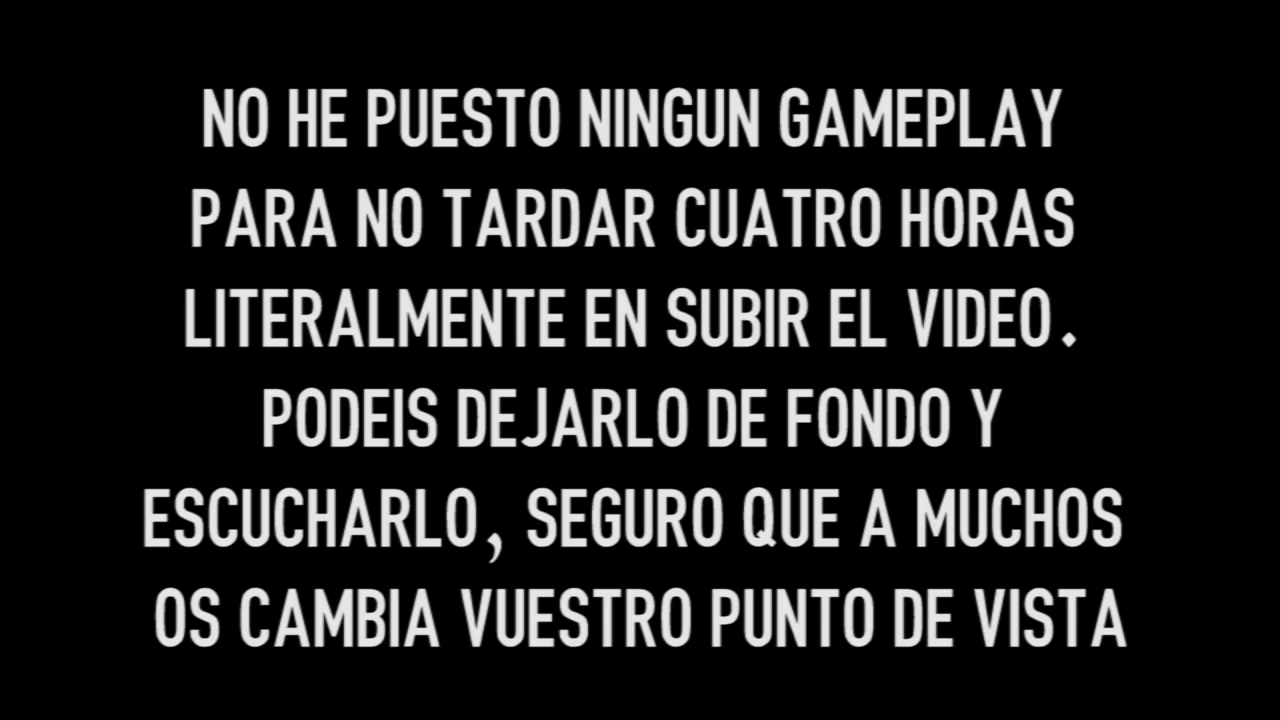 NO HE PUESTO NINGUN GAMEPLAY
PARA NO TARDAR CUATRO HORAS
LITERALMENTE EN SUBIR EL VIDEO.
PODEIS DEJARLO DE FONDO Y
ESCUCHARLO, SEGURO QUE A MUCHOS
OS CAMBIA VUESTRO PUNTO DE VISTA